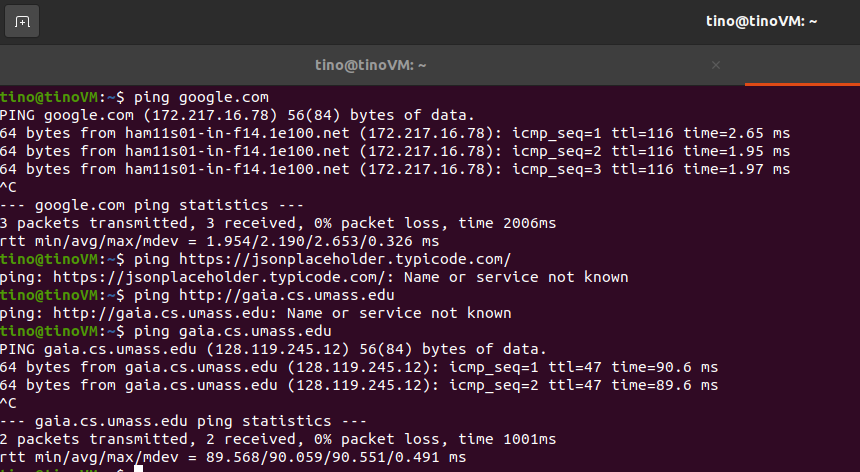 tino@tinoVM: ~
tino@tinoVM: ~
tino@tinoVM:~$ ping google.com
PING google.com (172.217.16.78) 56(84) bytes of data.
64 bytes from ham11s01-in-f14.1e100.net (172.217.16.78): icmp_seq=1 ttl=116 time=2.65 ms
64 bytes from ham11s01-in-f14.1e100.net (172.217.16.78): icmp_seq=2 ttl=116 time=1.95 ms
64 bytes from ham11s01-in-f14.1e100.net (172.217.16.78): icmp_seq=3 ttl=116 time=1.97 ms
^C
--- google.com ping statistics ---
3 packets transmitted, 3 received, 0% packet loss, time 2006ms
rtt min/avg/max/mdev = 1.954/2.190/2.653/0.326 ms
tino@tinoVM:~$ ping https://jsonplaceholder.typicode.com/
ping: https://jsonplaceholder.typicode.com/: Name or service not known
tino@tinoVM:~$ ping http://gaia.cs.umass.edu
ping: http://gaia.cs.umass.edu: Name or service not known
tino@tinoVM:~$ ping gaia.cs.umass.edu
PING gaia.cs.umass.edu (128.119.245.12) 56(84) bytes of data.
64 bytes from gaia.cs.umass.edu (128.119.245.12): icmp_seq=1 ttl=47 time=90.6 ms
64 bytes from gaia.cs.umass.edu (128.119.245.12): icmp_seq=2 ttl=47 time=89.6 ms
^C
--- gaia.cs.umass.edu ping statistics ---
2 packets transmitted, 2 received, 0% packet loss, time 1001ms
rtt min/avg/max/mdev = 89.568/90.059/90.551/0.491 ms
tino@tinoVM:~$